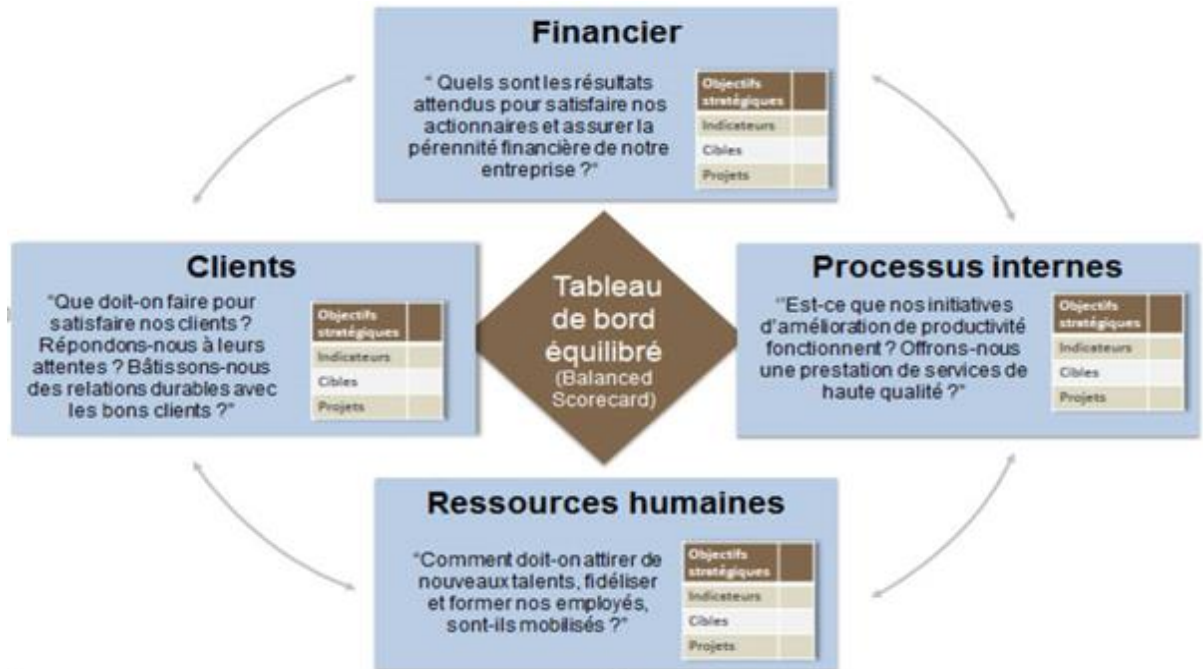 Financier
“ Quels sont les résultats
attendus pour satisfaire nos
actionnaires et assurer la
pérennité financière de notre
entreprise ?“
Objectifs
stratégiques
Indicateurs
Cibles
Projets
Clients
“Que doit-on faire pour
satisfaire nos clients ?
Répondons-nous à leurs
attentes ? Bâtissons-nous
des relations durables avec
les bons clients ?”
Objectifs
stratégiques
Indicateurs
Cibles
Projets
Tableau
de bord
équilibré
(Balanced
Scorecard)
Processus internes
“Est-ce que nos initiatives
d’amélioration de productivité
fonctionnent ? Offrons-nous
une prestation de services de
haute qualité ?”
Objectifs
stratégiques
Indicateurs
Cibles
Projets
Ressources humaines
“Comment doit-on attirer de
nouveaux talents, fidéliser
et former nos employés,
sont-ils mobilisés ?”
Objectifs
stratégiques
Indicateurs
Cibles
Projets